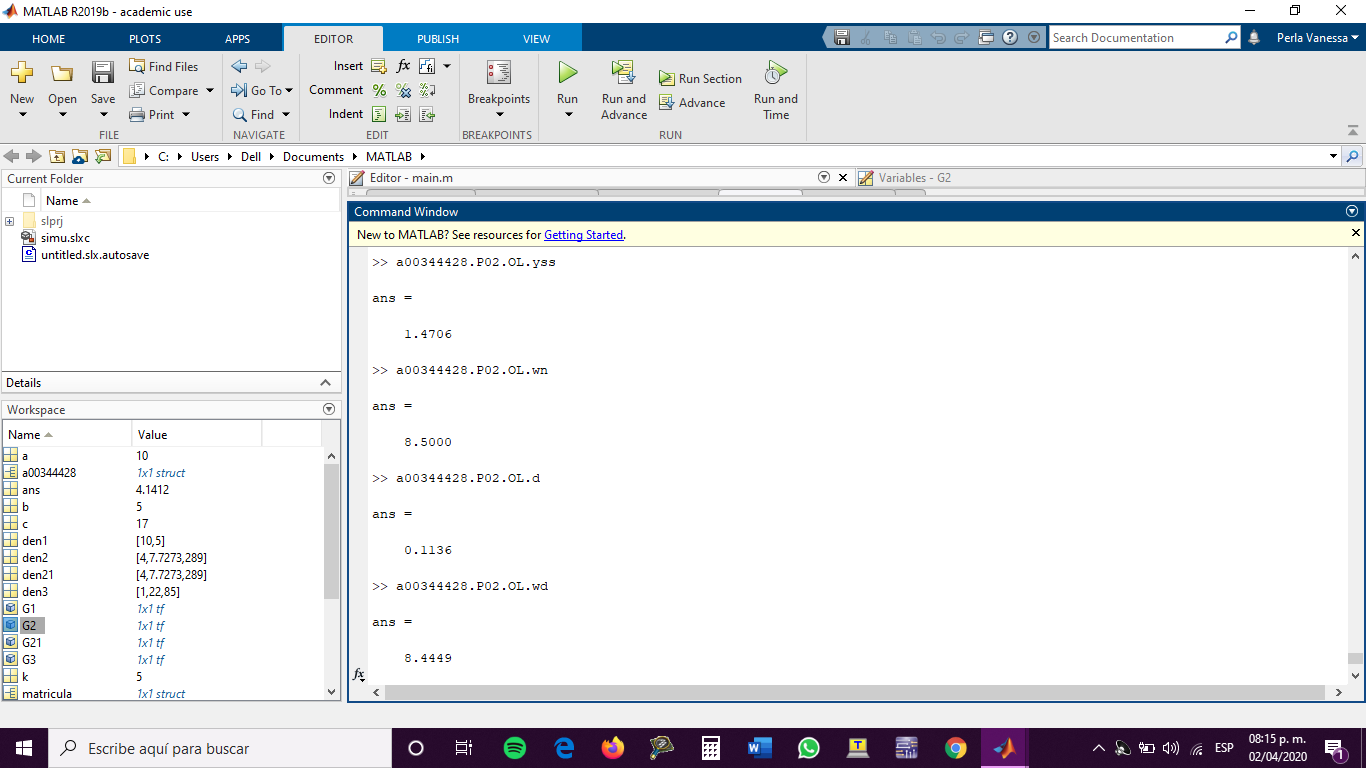 MATLAB R2019b - academic use
HOME PLOTS APPS EDITOR PUBLISH VIEW Search Documentation Perla Vanessa
New Open Save Find Files Compare Print
FILE
Go To Find
NAVIGATE
Insert fx
Comment
Indent
EDIT
Breakpoints
BREAKPOINTS
Run Run and Advance Run Section Advance Run and Time
RUN
C: Users Dell Documents MATLAB
Current Folder
Name
slprj
simu.slxc
untitled.slx.autosave
Details
Workspace
Name Value
a 10
a00344428 1x1 struct
ans 4.1412
b 5
c 17
den1 [10,5]
den2 [4,7.7273,289]
den21 [4,7.7273,289]
den3 [1,22,85]
G1 1x1 tf
G2 1x1 tf
G21 1x1 tf
G3 1x1 tf
k 5
matricula 1x1 struct
Editor - main.m Variables - G2
Command Window
New to MATLAB? See resources for Getting Started.
>> a00344428.P02.OL.yss
ans =
1.4706
>> a00344428.P02.OL.wn
ans =
8.5000
>> a00344428.P02.OL.d
ans =
0.1136
>> a00344428.P02.OL.wd
ans =
8.4449
fx
Escribe aquí para buscar
ESP
08:15 p. m.
02/04/2020
1